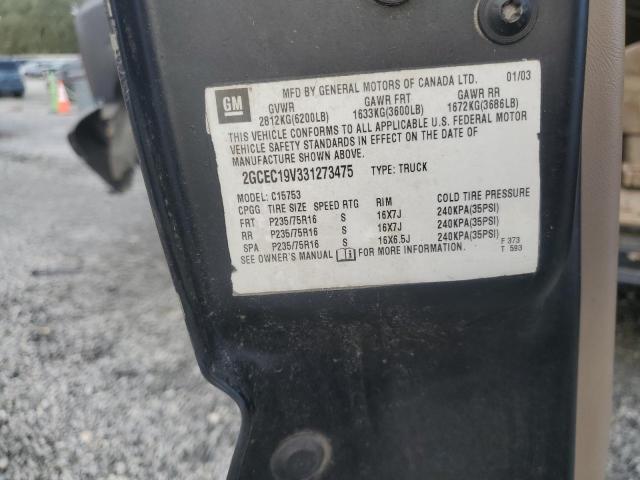 GM
MFD BY GENERAL MOTORS OF CANADA LTD. 01/03
GVWR GAWR FRT GAWR RR
2812KG(6200LB) 1633KG(3600LB) 1672KG(3686LB)
THIS VEHICLE CONFORMS TO ALL APPLICABLE U.S. FEDERAL MOTOR
VEHICLE SAFETY STANDARDS IN EFFECT ON THE DATE OF
MANUFACTURE SHOWN ABOVE.
2GCEC19V331273475 TYPE: TRUCK
MODEL: C15753
CPGG TIRE SIZE SPEED RTG RIM COLD TIRE PRESSURE
FRT P235/75R16 S 16X7J 240KPA(35PSI)
RR P235/75R16 S 16X7J 240KPA(35PSI)
SPA P235/75R16 S 16X6.5J 240KPA(35PSI)
SEE OWNER'S MANUAL FOR MORE INFORMATION. F 373
T 593